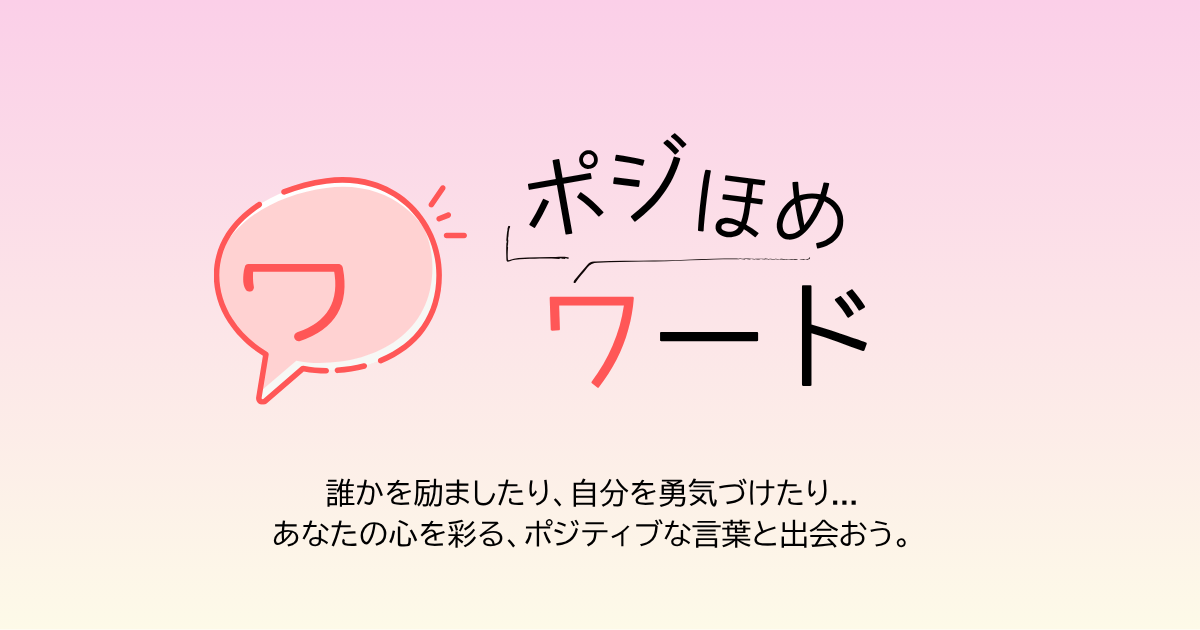 ワ
ポジほめ
ワード
誰かを励ましたり、自分を勇気づけたり...
あなたの心を彩る、ポジティブな言葉と出会おう。